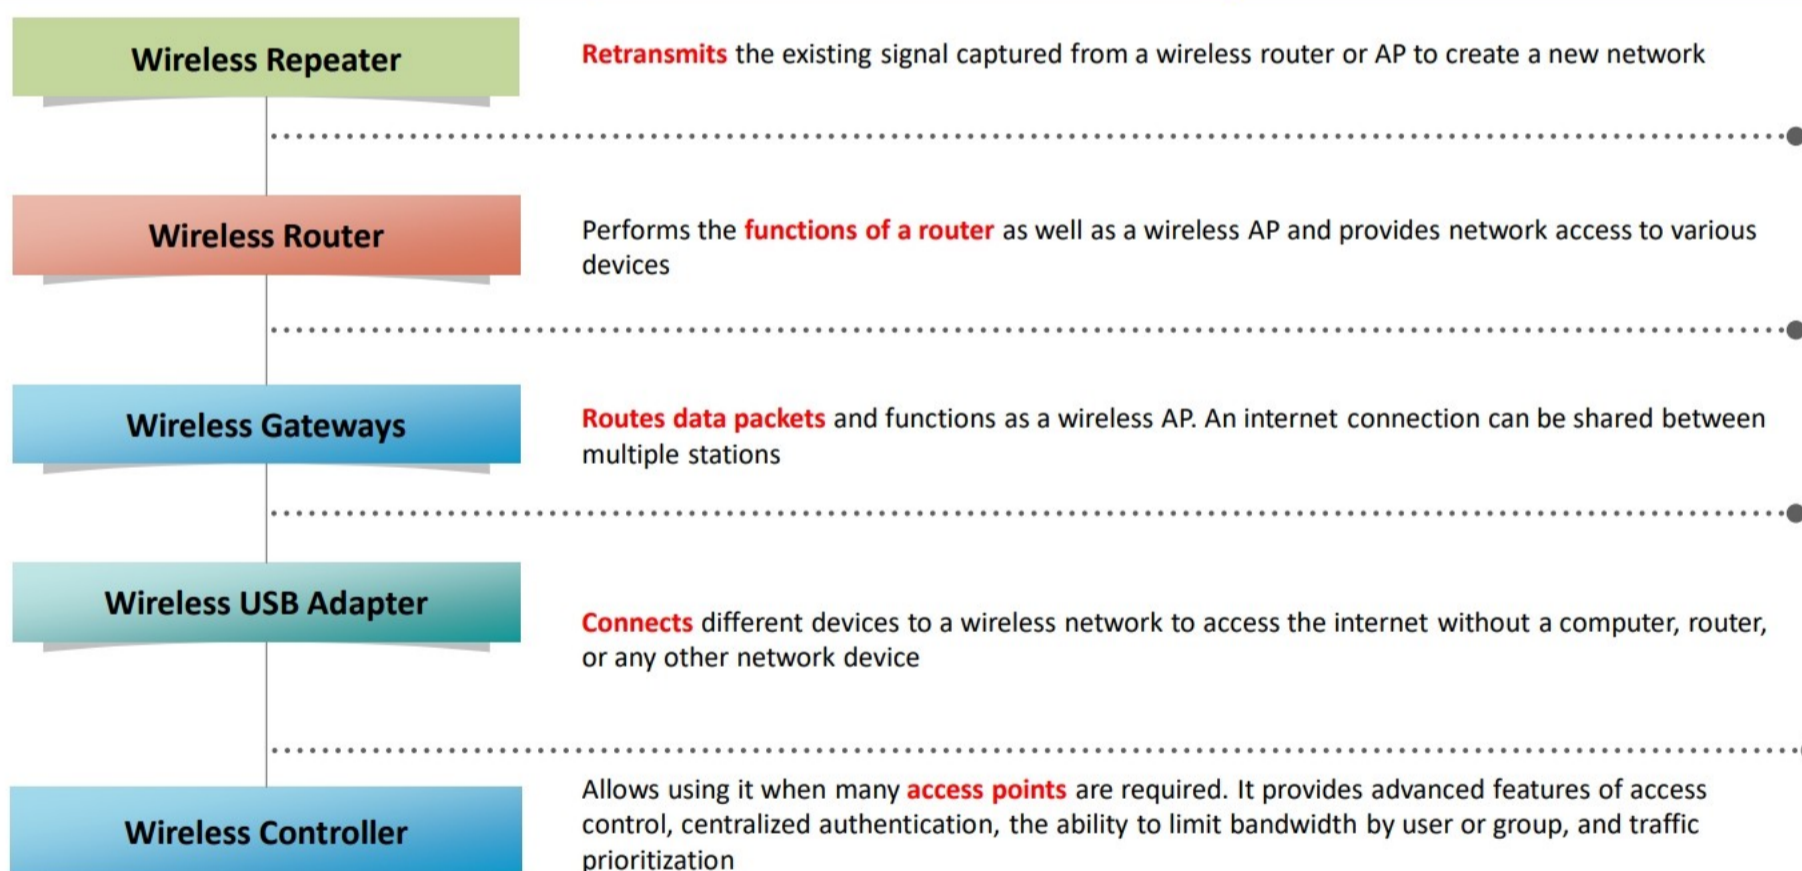 Wireless Repeater
Retransmits the existing signal captured from a wireless router or AP to create a new network
Wireless Router
Performs the functions of a router as well as a wireless AP and provides network access to various
devices
Wireless Gateways
Routes data packets and functions as a wireless AP. An internet connection can be shared between
multiple stations
Wireless USB Adapter
Connects different devices to a wireless network to access the internet without a computer, router,
or any other network device
Wireless Controller
Allows using it when many access points are required. It provides advanced features of access
control, centralized authentication, the ability to limit bandwidth by user or group, and traffic
prioritization